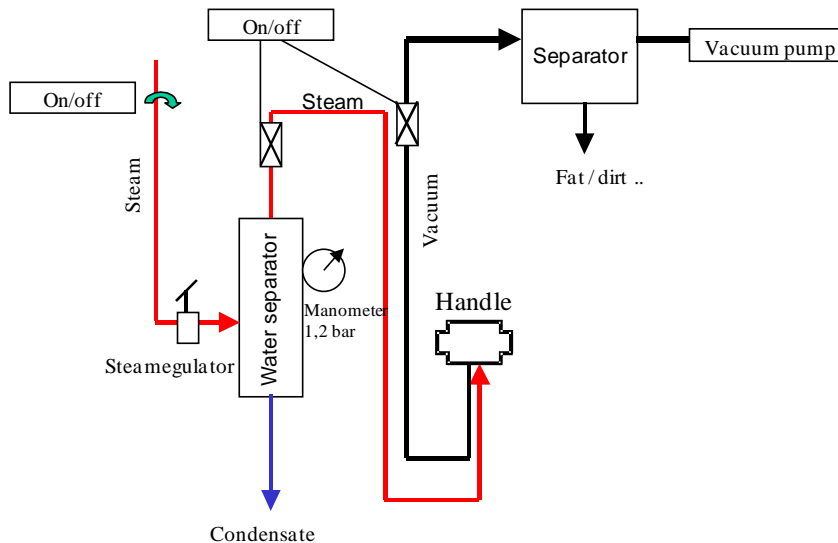 On/off
Separator
Vacuum pump
On/off
Steam
Fat / dirt ..
Steam
Vacuum
Water separator
Manometer
1,2 bar
Handle
Steamegulator
Condensate